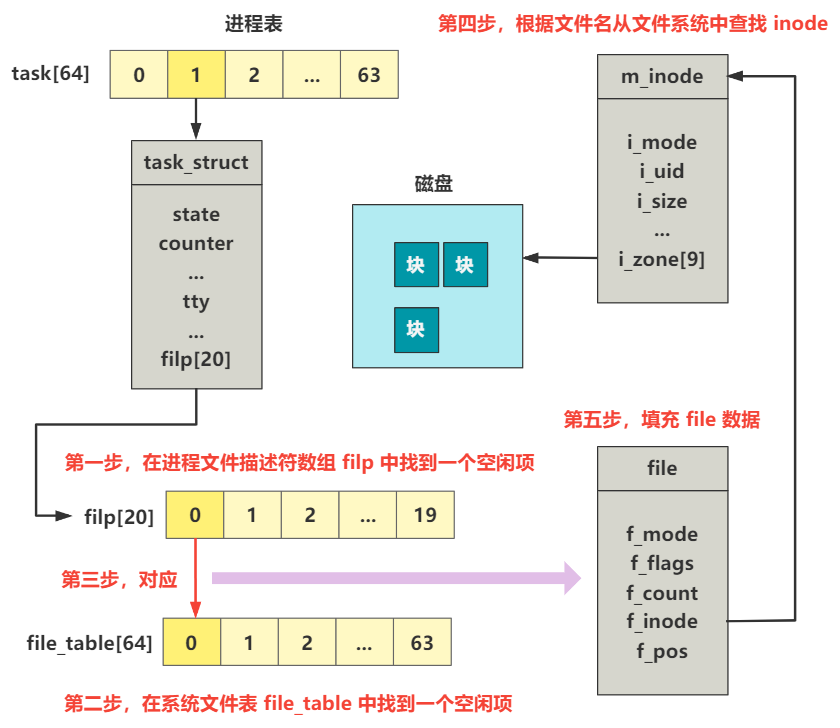 进程表
第四步，根据文件名从文件系统中查找 inode
task[64]
0 1 2 ... 63
task_struct
state
counter
...
tty
...
filp[20]
磁盘
块 块
块
m_inode
i_mode
i_uid
i_size
...
i_zone[9]
第一步，在进程文件描述符数组 filp 中找到一个空闲项
filp[20]
0 1 2 ... 19
第三步，对应
file_table[64]
0 1 2 ... 63
第二步，在系统文件表 file_table 中找到一个空闲项
第五步，填充 file 数据
file
f_mode
f_flags
f_count
f_inode
f_pos